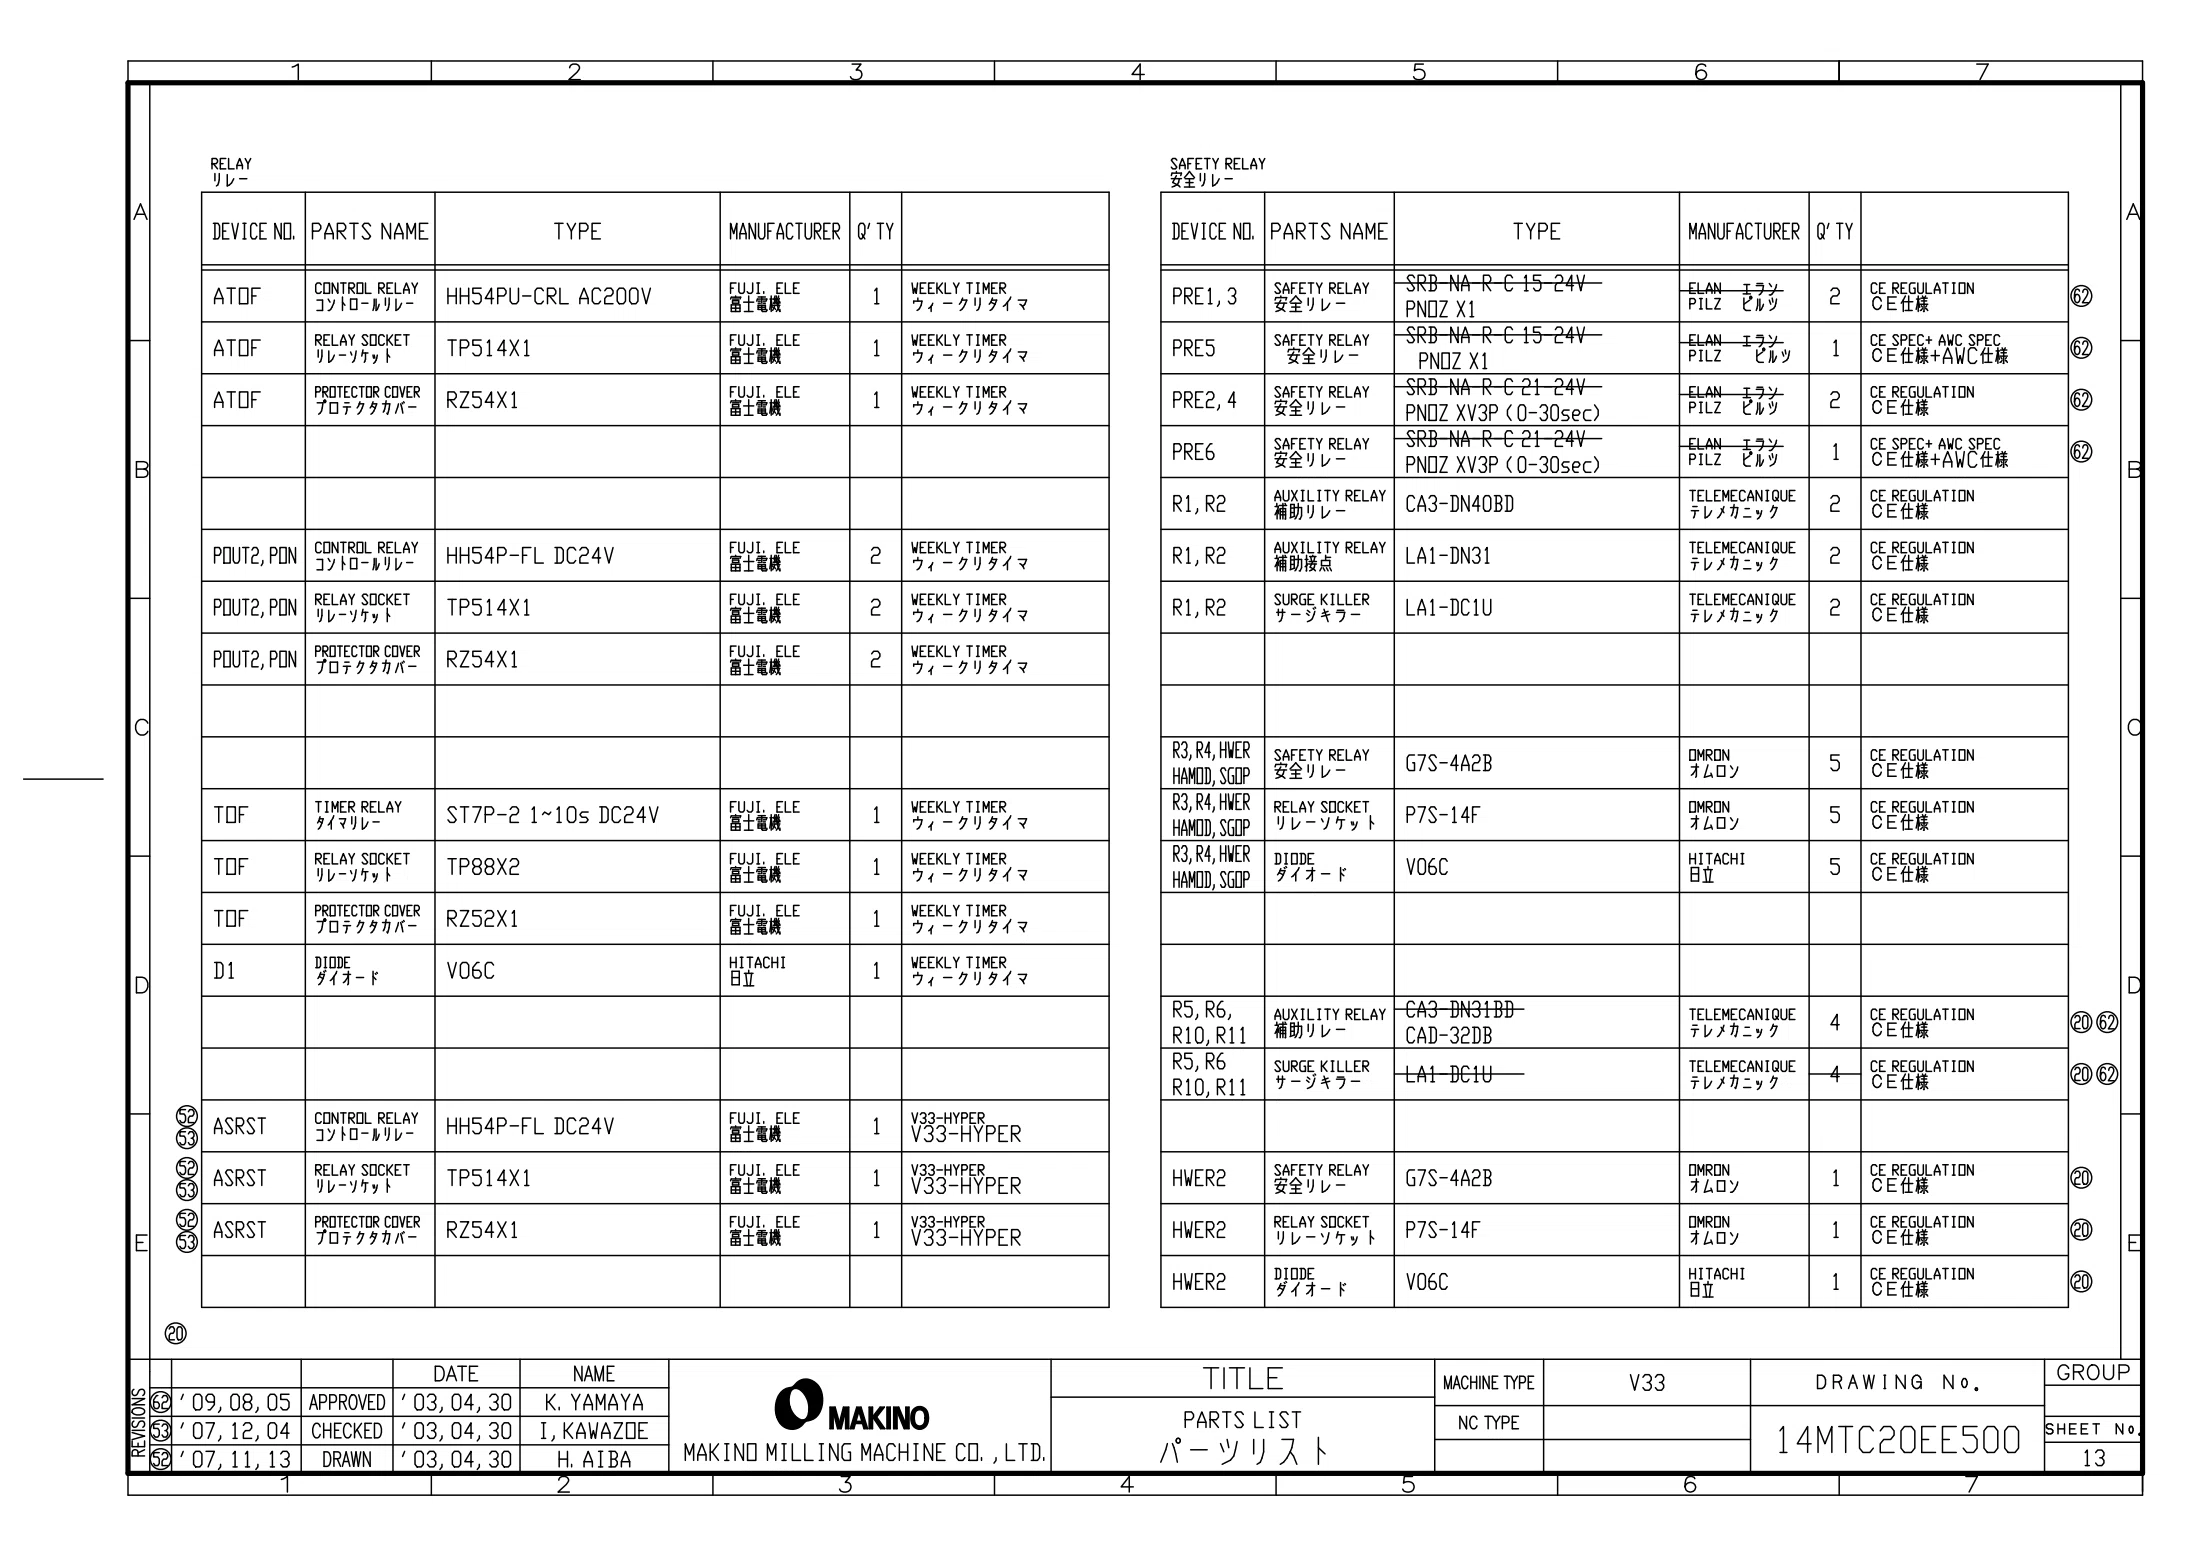 1 2 3 4 5 6 7
A A
B B
C C
D D
E E
RELAY
リレー
DEVICE NO. PARTS NAME TYPE MANUFACTURER Q'TY
ATOF CONTROL RELAY コントロールリレー HH54PU-CRL AC200V FUJI. ELE 富士電機 1 WEEKLY TIMER ウィークリタイマ
ATOF RELAY SOCKET リレーソケット TP514X1 FUJI. ELE 富士電機 1 WEEKLY TIMER ウィークリタイマ
ATOF PROTECTOR COVER プロテクタカバー RZ54X1 FUJI. ELE 富士電機 1 WEEKLY TIMER ウィークリタイマ
POUT2, PON CONTROL RELAY コントロールリレー HH54P-FL DC24V FUJI. ELE 富士電機 2 WEEKLY TIMER ウィークリタイマ
POUT2, PON RELAY SOCKET リレーソケット TP514X1 FUJI. ELE 富士電機 2 WEEKLY TIMER ウィークリタイマ
POUT2, PON PROTECTOR COVER プロテクタカバー RZ54X1 FUJI. ELE 富士電機 2 WEEKLY TIMER ウィークリタイマ
TOF TIMER RELAY タイマリレー ST7P-2 1~10s DC24V FUJI. ELE 富士電機 1 WEEKLY TIMER ウィークリタイマ
TOF RELAY SOCKET リレーソケット TP88X2 FUJI. ELE 富士電機 1 WEEKLY TIMER ウィークリタイマ
TOF PROTECTOR COVER プロテクタカバー RZ52X1 FUJI. ELE 富士電機 1 WEEKLY TIMER ウィークリタイマ
D1 DIODE ダイオード V06C HITACHI 日立 1 WEEKLY TIMER ウィークリタイマ
52 53 ASRST CONTROL RELAY コントロールリレー HH54P-FL DC24V FUJI. ELE 富士電機 1 V33-HYPER V33-HYPER
52 53 ASRST RELAY SOCKET リレーソケット TP514X1 FUJI. ELE 富士電機 1 V33-HYPER V33-HYPER
52 53 ASRST PROTECTOR COVER プロテクタカバー RZ54X1 FUJI. ELE 富士電機 1 V33-HYPER V33-HYPER
20
SAFETY RELAY
安全リレー
DEVICE NO. PARTS NAME TYPE MANUFACTURER Q'TY
PRE1, 3 SAFETY RELAY 安全リレー SRB-NA-R-C 15-24V PNOZ X1 ELAN エラン PILZ ピルツ 2 CE REGULATION CE仕様 62
PRE5 SAFETY RELAY 安全リレー SRB-NA-R-C 15-24V PNOZ X1 ELAN エラン PILZ ピルツ 1 CE SPEC+ AWC SPEC CE仕様+AWC仕様 62
PRE2, 4 SAFETY RELAY 安全リレー SRB-NA-R-C 21-24V PNOZ XV3P (0-30sec) ELAN エラン PILZ ピルツ 2 CE REGULATION CE仕様 62
PRE6 SAFETY RELAY 安全リレー SRB-NA-R-C 21-24V PNOZ XV3P (0-30sec) ELAN エラン PILZ ピルツ 1 CE SPEC+ AWC SPEC CE仕様+AWC仕様 62
R1, R2 AUXILITY RELAY 補助リレー CA3-DN40BD TELEMECANIQUE テレメカニック 2 CE REGULATION CE仕様
R1, R2 AUXILITY RELAY 補助接点 LA1-DN31 TELEMECANIQUE テレメカニック 2 CE REGULATION CE仕様
R1, R2 SURGE KILLER サージキラー LA1-DC1U TELEMECANIQUE テレメカニック 2 CE REGULATION CE仕様
R3, R4, HWER HAMOD, SGOP SAFETY RELAY 安全リレー G7S-4A2B OMRON オムロン 5 CE REGULATION CE仕様
R3, R4, HWER HAMOD, SGOP RELAY SOCKET リレーソケット P7S-14F OMRON オムロン 5 CE REGULATION CE仕様
R3, R4, HWER HAMOD, SGOP DIODE ダイオード V06C HITACHI 日立 5 CE REGULATION CE仕様
R5, R6, R10, R11 AUXILITY RELAY 補助リレー CA3-DN31BD CAD-32DB TELEMECANIQUE テレメカニック 4 CE REGULATION CE仕様 20 62
R5, R6 R10, R11 SURGE KILLER サージキラー LA1-DC1U TELEMECANIQUE テレメカニック 4 CE REGULATION CE仕様 20 62
HWER2 SAFETY RELAY 安全リレー G7S-4A2B OMRON オムロン 1 CE REGULATION CE仕様 20
HWER2 RELAY SOCKET リレーソケット P7S-14F OMRON オムロン 1 CE REGULATION CE仕様 20
HWER2 DIODE ダイオード V06C HITACHI 日立 1 CE REGULATION CE仕様 20
REVISIONS
DATE NAME
62 '09, 08, 05 APPROVED '03, 04, 30 K. YAMAYA
53 '07, 12, 04 CHECKED '03, 04, 30 I, KAWAZOE
52 '07, 11, 13 DRAWN '03, 04, 30 H. AIBA
MAKINO
MAKINO MILLING MACHINE CO. , LTD.
TITLE
PARTS LIST
パーツリスト
MACHINE TYPE V33
NC TYPE
DRAWING No.
14MTC20EE500
GROUP
SHEET No.
13
1 2 3 4 5 6 7